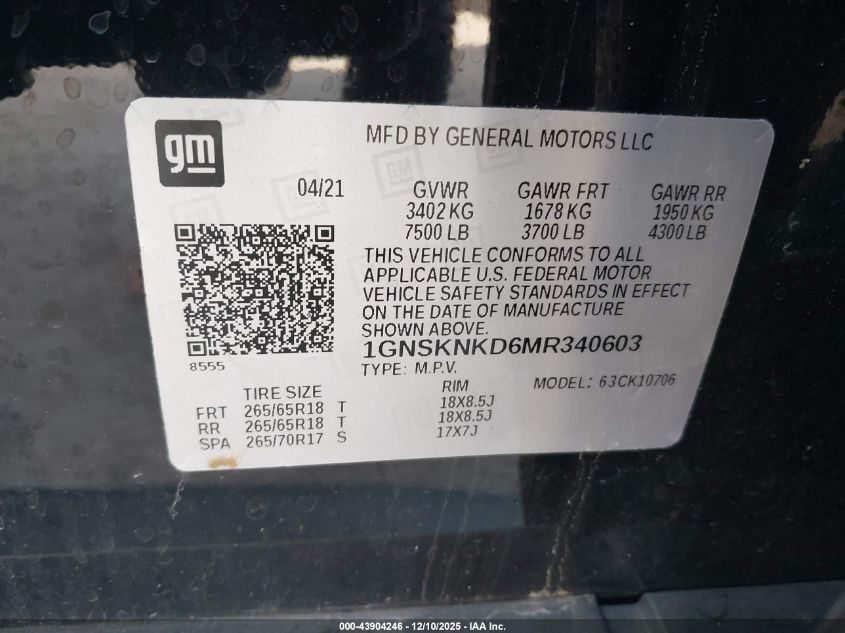 gm
MFD BY GENERAL MOTORS LLC
04/21 GVWR GAWR FRT GAWR RR
3402 KG 1678 KG 1950 KG
7500 LB 3700 LB 4300 LB
THIS VEHICLE CONFORMS TO ALL
APPLICABLE U.S. FEDERAL MOTOR
VEHICLE SAFETY STANDARDS IN EFFECT
ON THE DATE OF MANUFACTURE
SHOWN ABOVE.
1GNSKNKD6MR340603
8555
TYPE: M.P.V. MODEL: 63CK10706
TIRE SIZE RIM
FRT 265/65R18 T 18X8.5J
RR 265/65R18 T 18X8.5J
SPA 265/70R17 S 17X7J
000-43904246 - 12/10/2025 - IAA Inc.